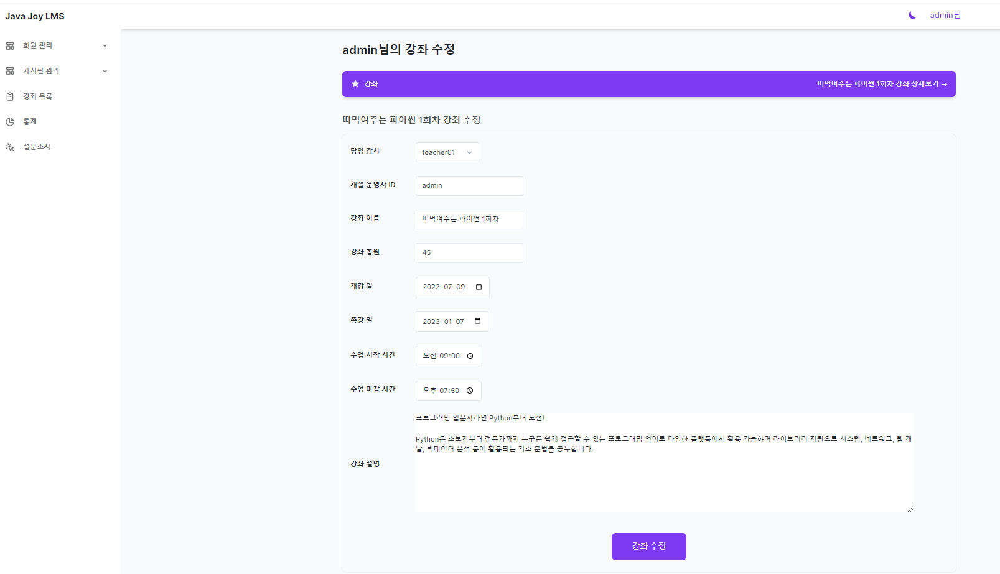 Java Joy LMS
admin님
회원 관리
게시판 관리
강좌 목록
통계
설문조사
admin님의 강좌 수정
강좌
떠먹여주는 파이썬 1회차 강좌 상세보기 →
떠먹여주는 파이썬 1회차 강좌 수정
담임 강사
teacher01
개설 운영자 ID
admin
강좌 이름
떠먹여주는 파이썬 1회차
강좌 총원
45
개강 일
2022-07-09
종강 일
2023-01-07
수업 시작 시간
오전 09:00
수업 마감 시간
오후 07:50
강좌 설명
프로그래밍 입문자라면 Python부터 도전!
Python은 초보자부터 전문가까지 누구든 쉽게 접근할 수 있는 프로그래밍 언어로 다양한 플랫폼에서 활용 가능하며 라이브러리 지원으로 시스템, 네트워크, 웹 개
발, 빅데이터 분석 등에 활용되는 기초 문법을 공부합니다.
강좌 수정